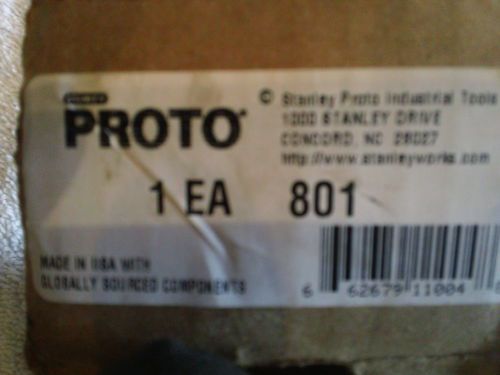 PROTO
© Stanley Proto Industrial Tools
1000 STANLEY DRIVE
CONCORD, NC 28027
http://www.stanleyworks.com
1 EA 801
MADE IN USA WITH
GLOBALLY SOURCED COMPONENTS
6 62679 11004